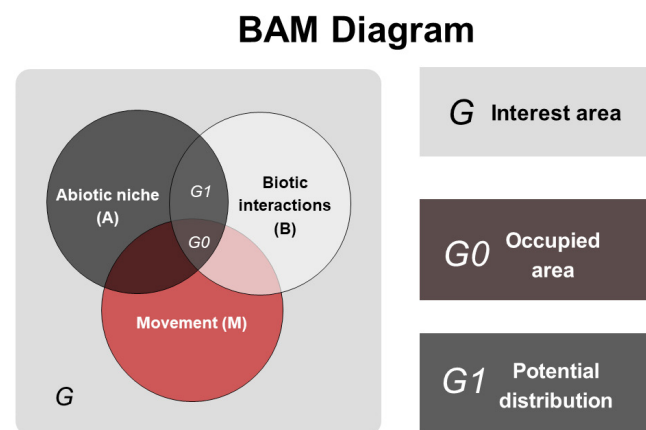 BAM Diagram
Abiotic niche
(A)
G1
Biotic
interactions
(B)
G0
Movement (M)
G
G Interest area
G0 Occupied
area
G1 Potential
distribution